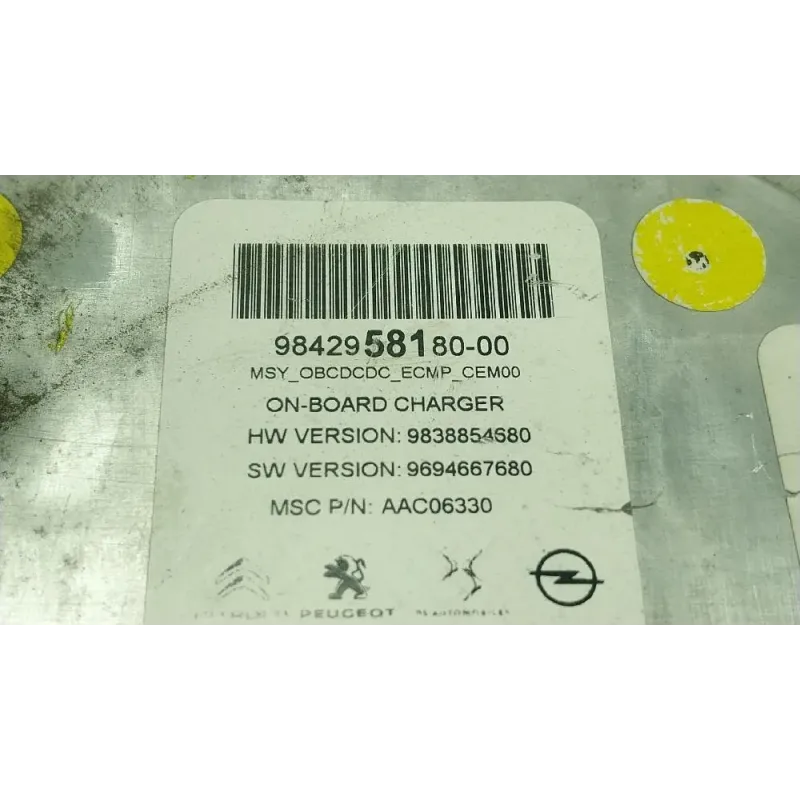 9842958180-00
MSY_OBCDCDC_ECMP_CEM00
ON-BOARD CHARGER
HW VERSION: 9838854680
SW VERSION: 9694667680
MSC P/N: AAC06330
PEUGEOT